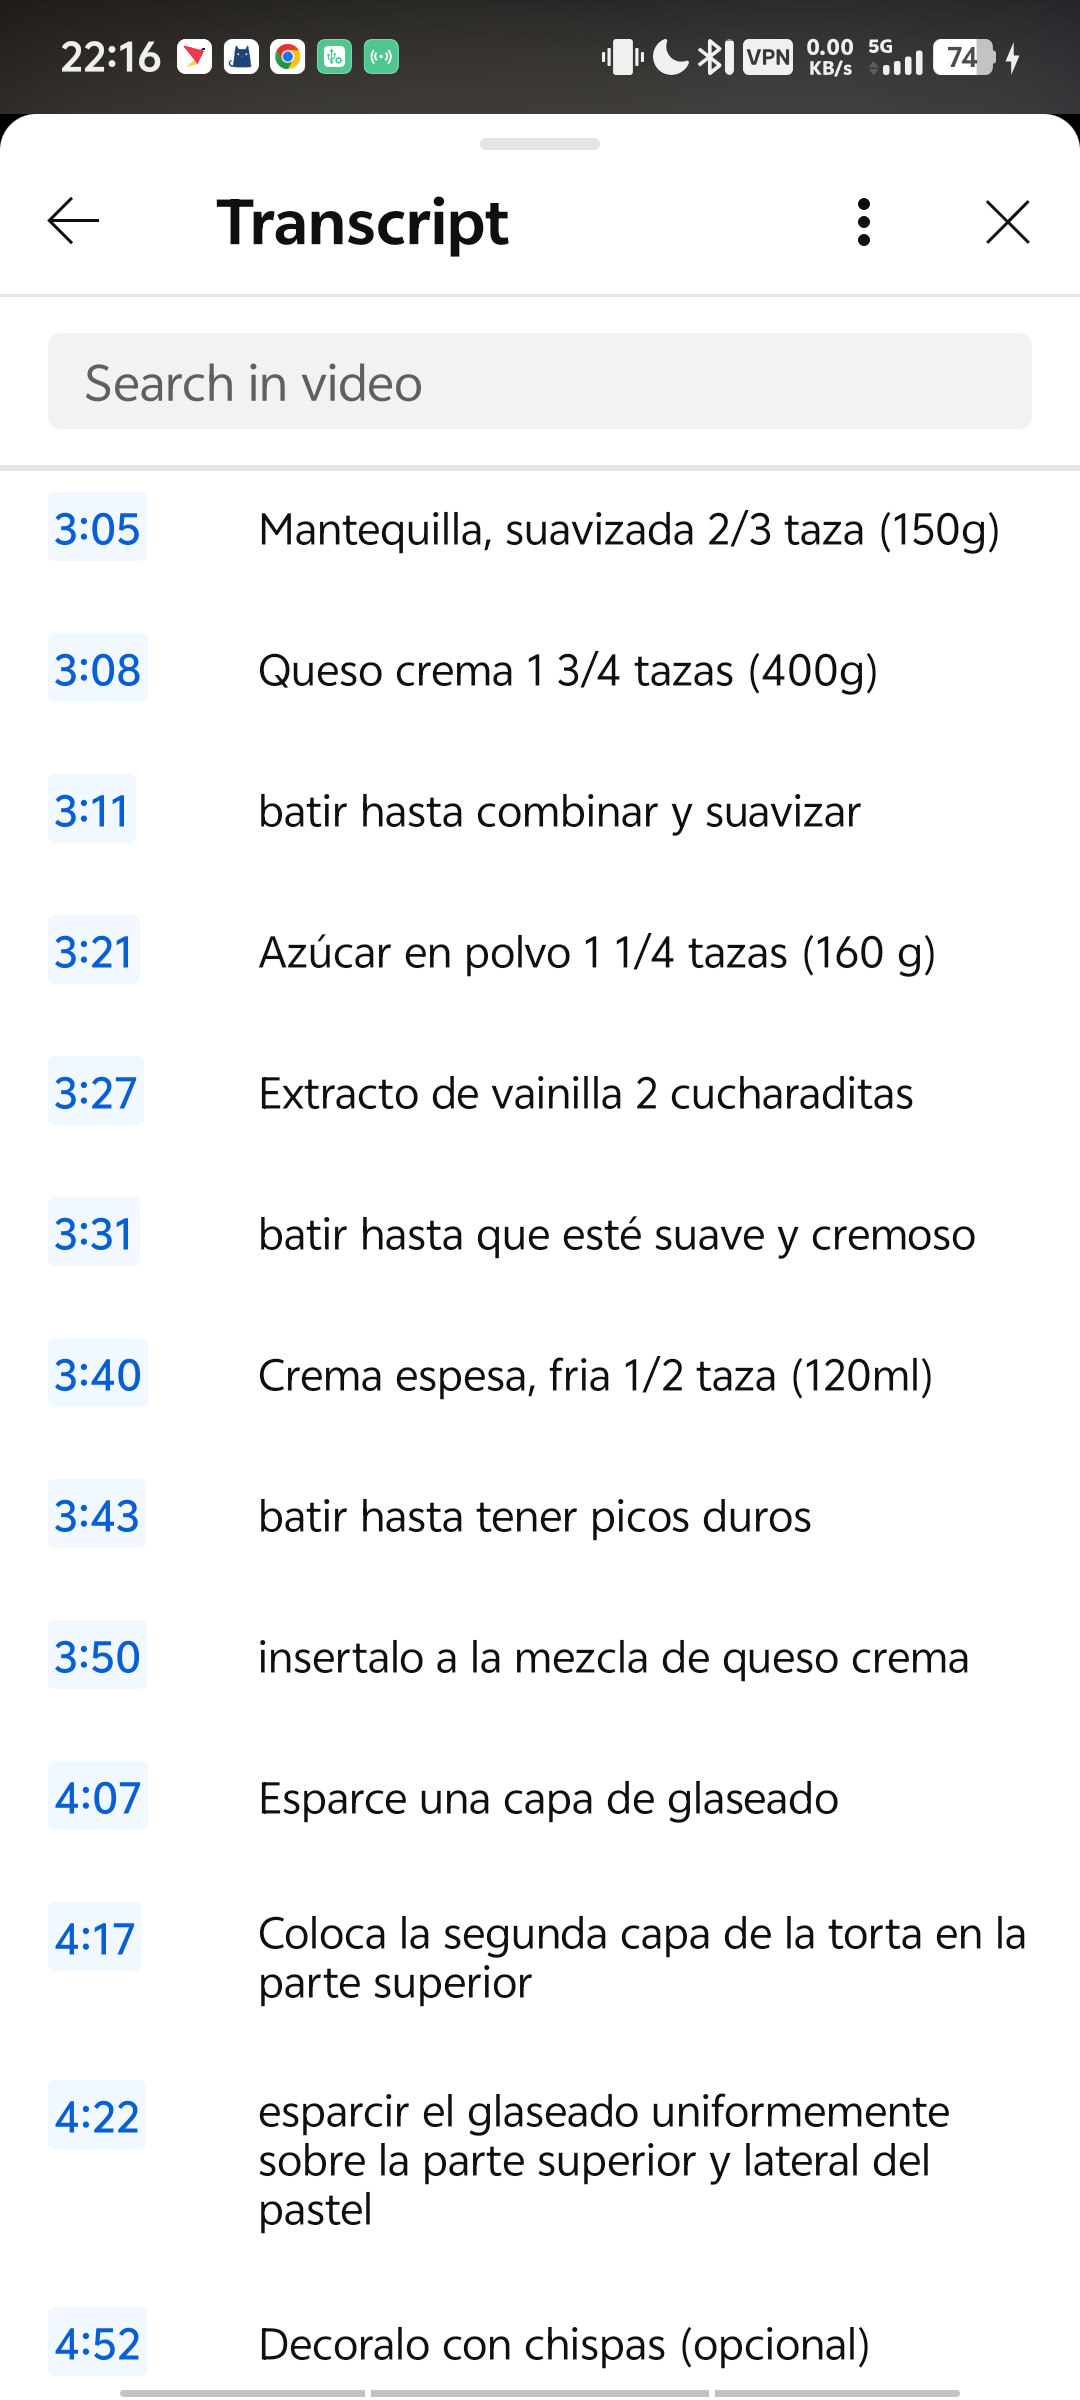 22:16
VPN
0.00
KB/s
5G
74
Transcript
Search in video
3:05
Mantequilla, suavizada 2/3 taza (150g)
3:08
Queso crema 1 3/4 tazas (400g)
3:11
batir hasta combinar y suavizar
3:21
Azúcar en polvo 1 1/4 tazas (160 g)
3:27
Extracto de vainilla 2 cucharaditas
3:31
batir hasta que esté suave y cremoso
3:40
Crema espesa, fria 1/2 taza (120ml)
3:43
batir hasta tener picos duros
3:50
insertalo a la mezcla de queso crema
4:07
Esparce una capa de glaseado
4:17
Coloca la segunda capa de la torta en la
parte superior
4:22
esparcir el glaseado uniformemente
sobre la parte superior y lateral del
pastel
4:52
Decoralo con chispas (opcional)